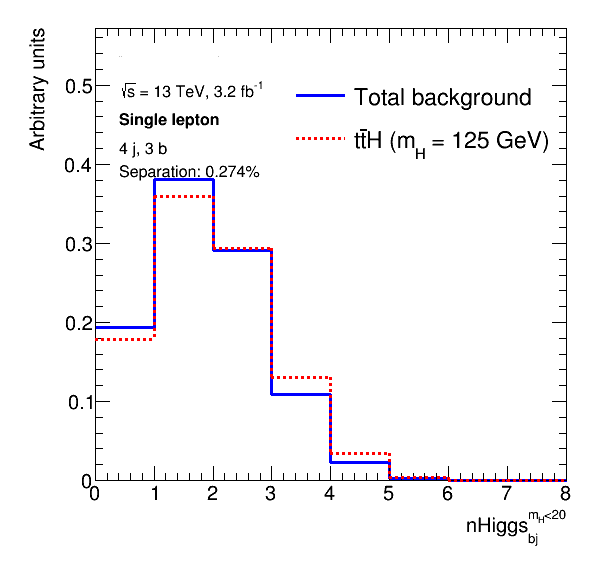 Arbitrary units
0.5
0.4
0.3
0.2
0.1
0
√s = 13 TeV, 3.2 fb⁻¹
Single lepton
4 j, 3 b
Separation: 0.274%
Total background
tt̄H (m_H = 125 GeV)
0 1 2 3 4 5 6 7 8
nHiggs_bj^m_H<20